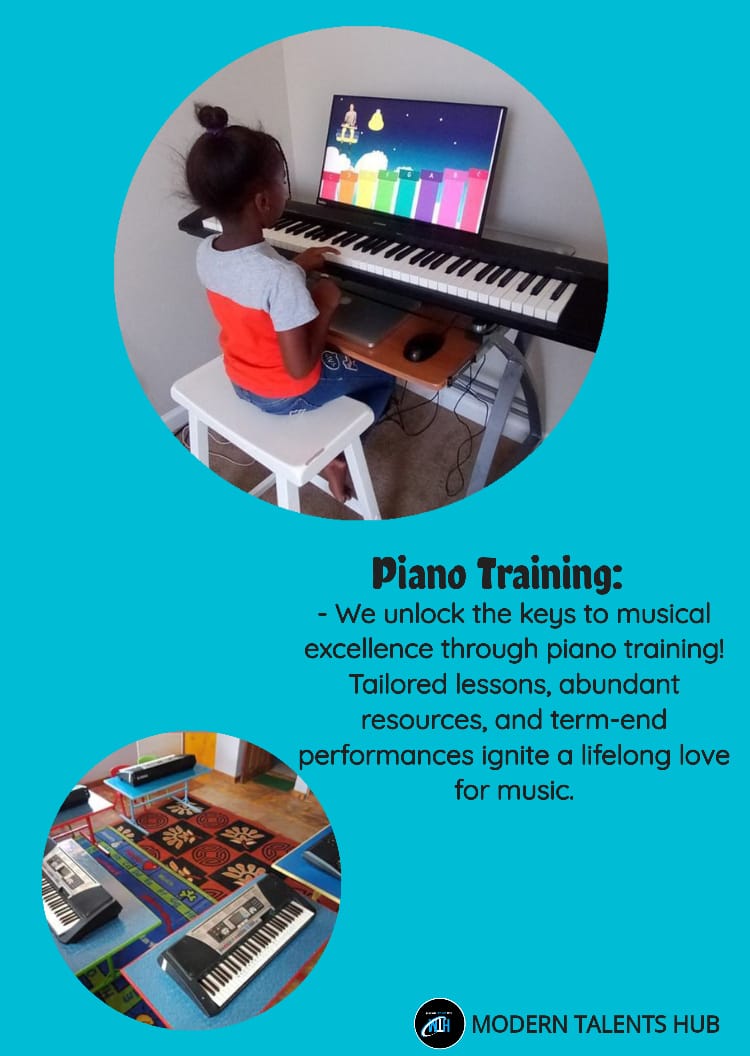 Piano Training:
- We unlock the keys to musical
excellence through piano training!
Tailored lessons, abundant
resources, and term-end
performances ignite a lifelong love
for music.
MODERN TALENTS HUB